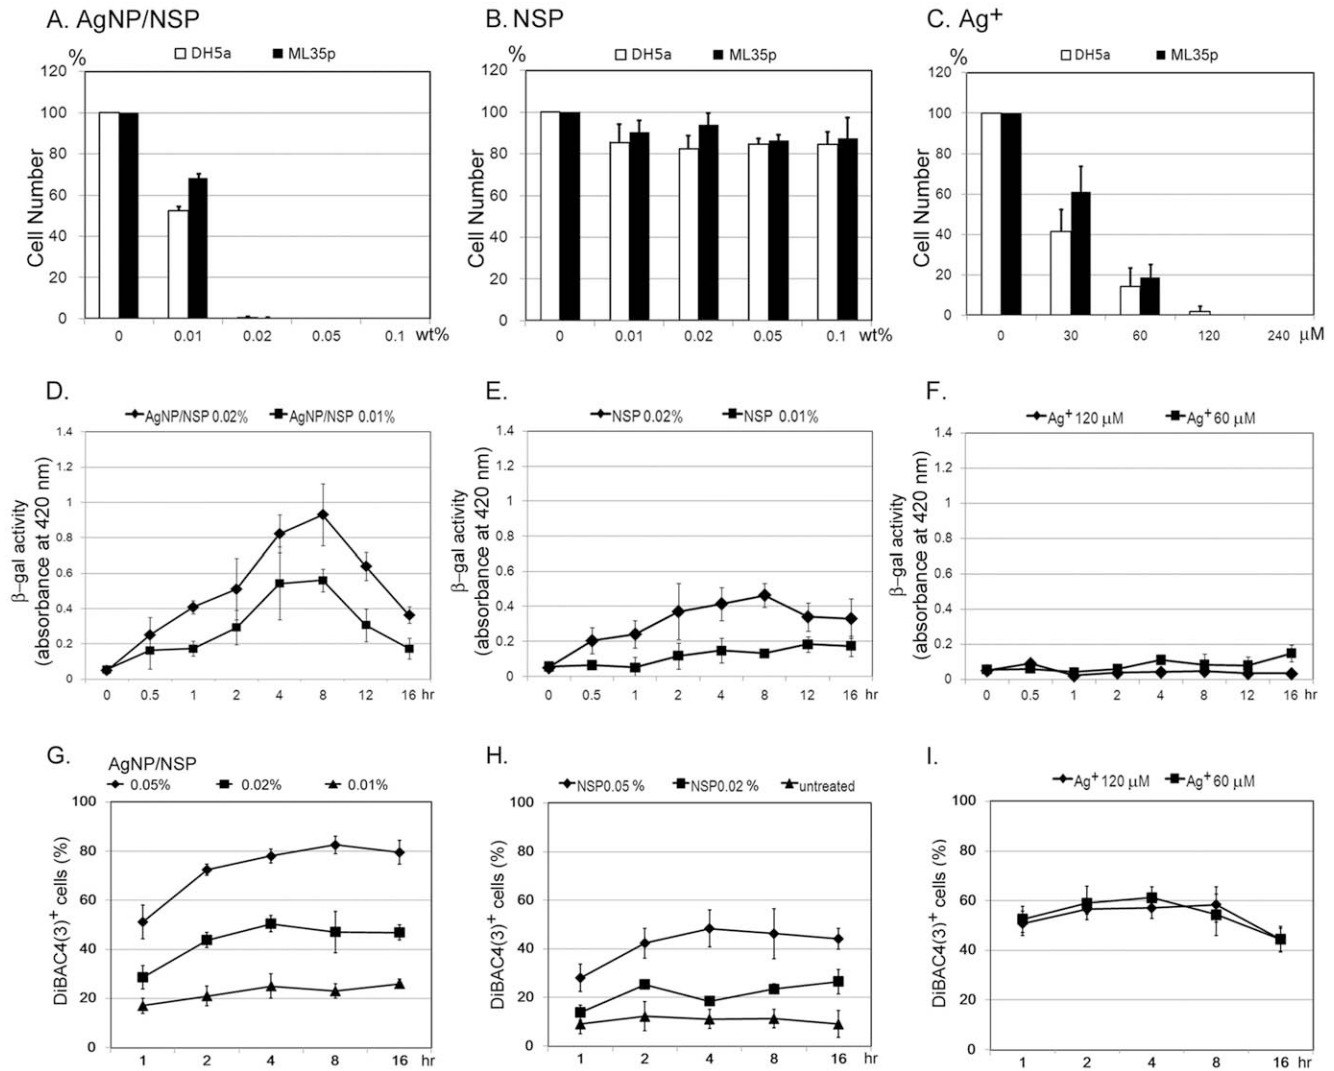 A. AgNP/NSP
% DH5a ML35p
120
100
80
60
40
20
0
Cell Number
0 0.01 0.02 0.05 0.1 wt%
B. NSP
% DH5a ML35p
120
100
80
60
40
20
0
Cell Number
0 0.01 0.02 0.05 0.1 wt%
C. Ag⁺
% DH5a ML35p
120
100
80
60
40
20
0
Cell Number
0 30 60 120 240 μM
D.
AgNP/NSP 0.02% AgNP/NSP 0.01%
1.4
1.2
1
0.8
0.6
0.4
0.2
0
β–gal activity
(absorbance at 420 nm)
0 0.5 1 2 4 8 12 16 hr
E.
NSP 0.02% NSP 0.01%
1.4
1.2
1
0.8
0.6
0.4
0.2
0
β–gal activity
(absorbance at 420 nm)
0 0.5 1 2 4 8 12 16 hr
F.
Ag⁺ 120 μM Ag⁺ 60 μM
1.4
1.2
1
0.8
0.6
0.4
0.2
0
β–gal activity
(absorbance at 420 nm)
0 0.5 1 2 4 8 12 16 hr
G.
AgNP/NSP
0.05% 0.02% 0.01%
100
80
60
40
20
0
DiBAC4(3)⁺ cells (%)
1 2 4 8 16 hr
H.
NSP0.05 % NSP0.02 % untreated
100
80
60
40
20
0
DiBAC4(3)⁺ cells (%)
1 2 4 8 16 hr
I.
Ag⁺ 120 μM Ag⁺ 60 μM
100
80
60
40
20
0
DiBAC4(3)⁺ cells (%)
1 2 4 8 16 hr